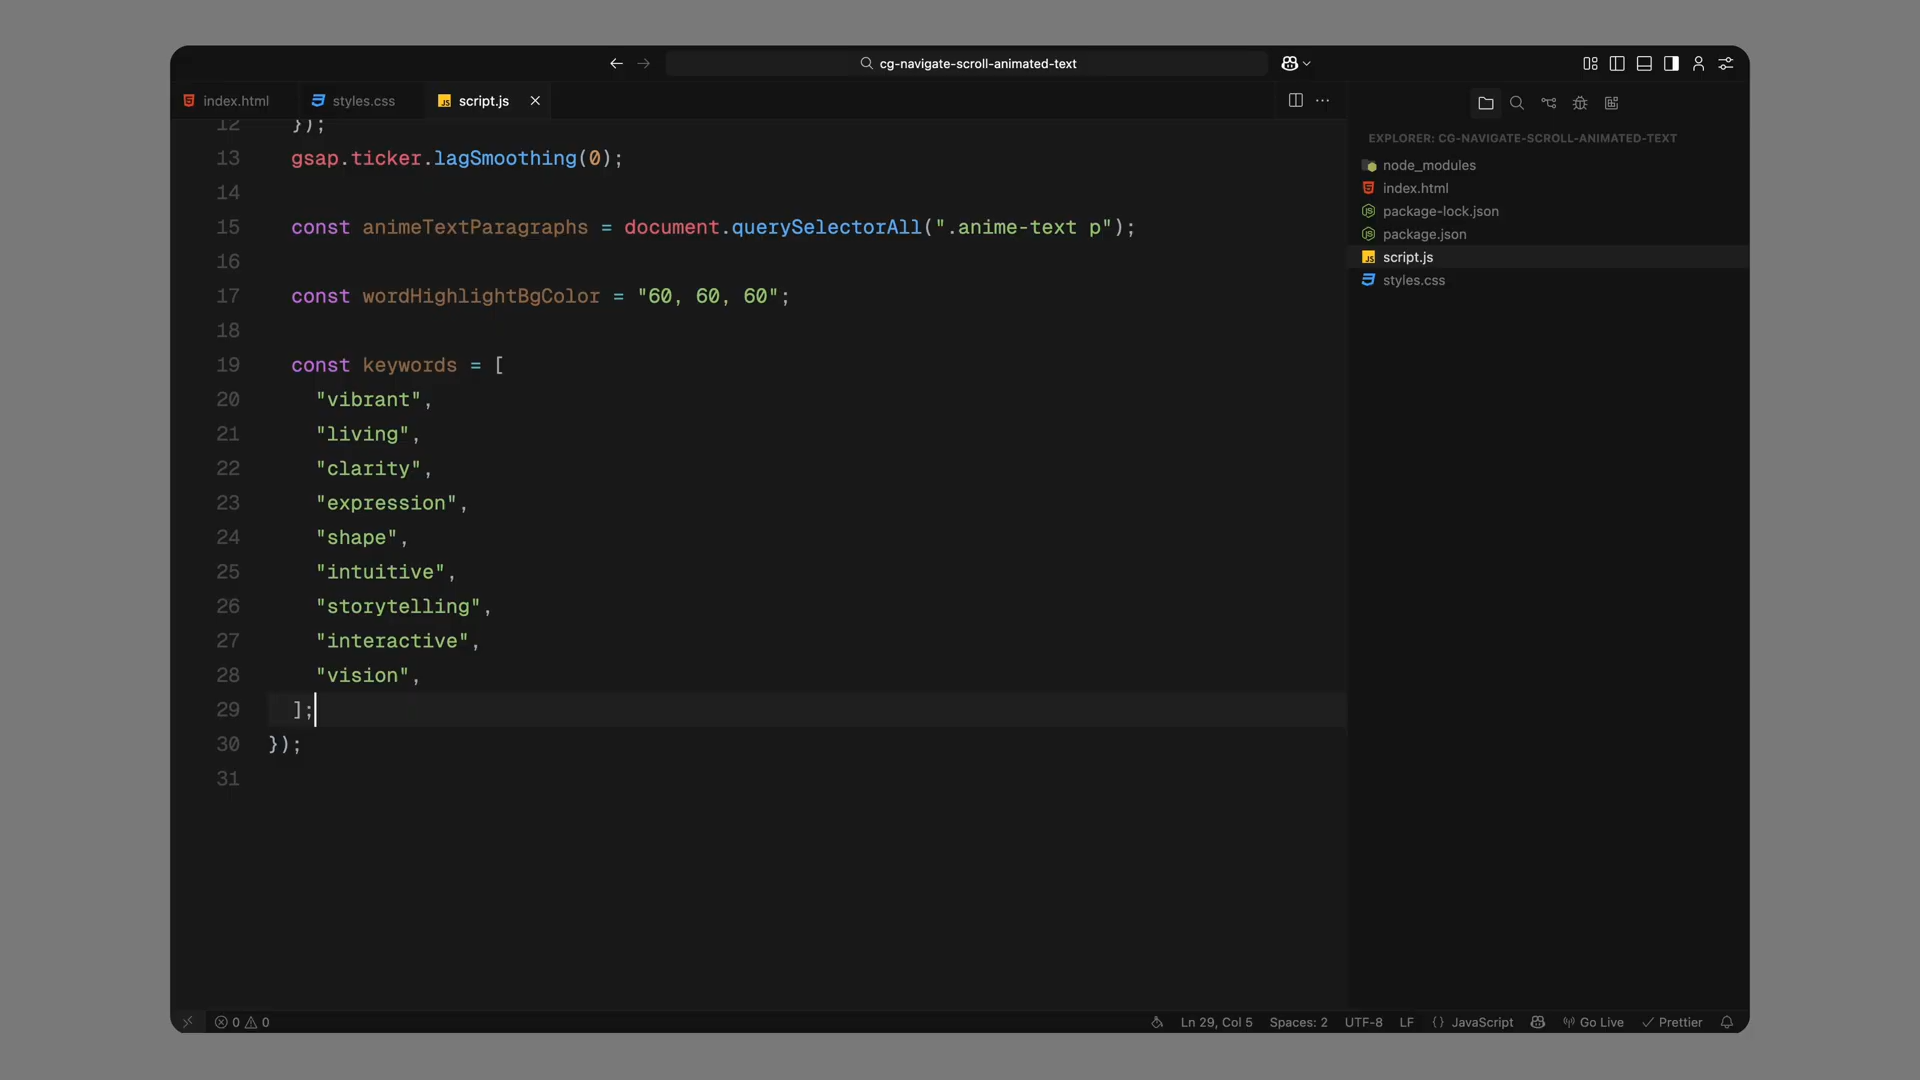 cg-navigate-scroll-animated-text
index.html
styles.css
script.js
12 });
13 gsap.ticker.lagSmoothing(0);
14
15 const animeTextParagraphs = document.querySelectorAll(".anime-text p");
16
17 const wordHighlightBgColor = "60, 60, 60";
18
19 const keywords = [
20 "vibrant",
21 "living",
22 "clarity",
23 "expression",
24 "shape",
25 "intuitive",
26 "storytelling",
27 "interactive",
28 "vision",
29 ];
30 });
31
EXPLORER: CG-NAVIGATE-SCROLL-ANIMATED-TEXT
node_modules
index.html
package-lock.json
package.json
script.js
styles.css
0 0 Ln 29, Col 5 Spaces: 2 UTF-8 LF {} JavaScript Go Live Prettier